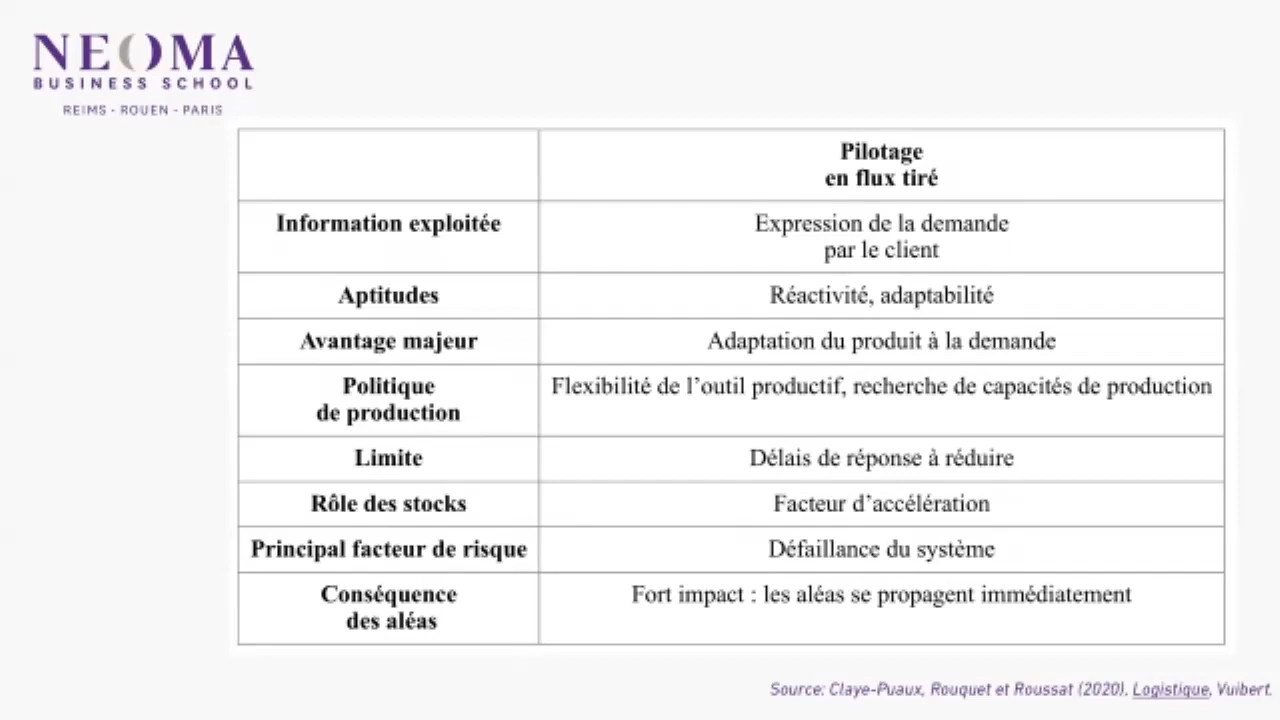 NEOMA
BUSINESS SCHOOL
REIMS - ROUEN - PARIS
Pilotage
en flux tiré
Information exploitée
Expression de la demande
par le client
Aptitudes
Réactivité, adaptabilité
Avantage majeur
Adaptation du produit à la demande
Politique
de production
Flexibilité de l’outil productif, recherche de capacités de production
Limite
Délais de réponse à réduire
Rôle des stocks
Facteur d’accélération
Principal facteur de risque
Défaillance du système
Conséquence
des aléas
Fort impact : les aléas se propagent immédiatement
Source: Claye-Puaux, Rouquet et Roussat (2020), Logistique, Vuibert.